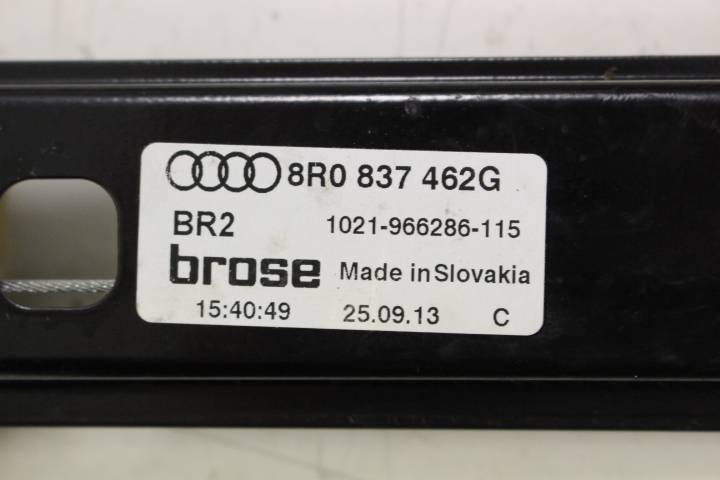 8R0 837 462G
BR2 1021-966286-115
brose Made in Slovakia
15:40:49 25.09.13 C